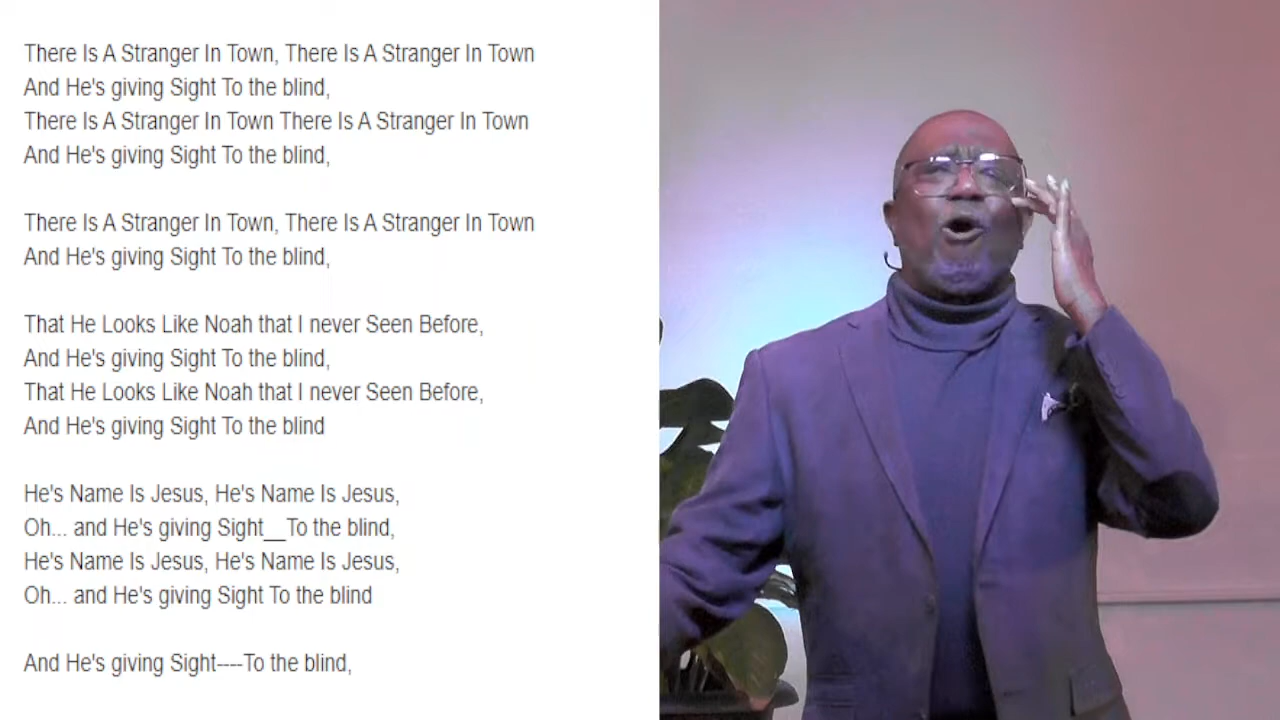 There Is A Stranger In Town, There Is A Stranger In Town
And He's giving Sight To the blind,
There Is A Stranger In Town There Is A Stranger In Town
And He's giving Sight To the blind,
There Is A Stranger In Town, There Is A Stranger In Town
And He's giving Sight To the blind,
That He Looks Like Noah that I never Seen Before,
And He's giving Sight To the blind,
That He Looks Like Noah that I never Seen Before,
And He's giving Sight To the blind
He's Name Is Jesus, He's Name Is Jesus,
Oh... and He's giving Sight__To the blind,
He's Name Is Jesus, He's Name Is Jesus,
Oh... and He's giving Sight To the blind
And He's giving Sight----To the blind,